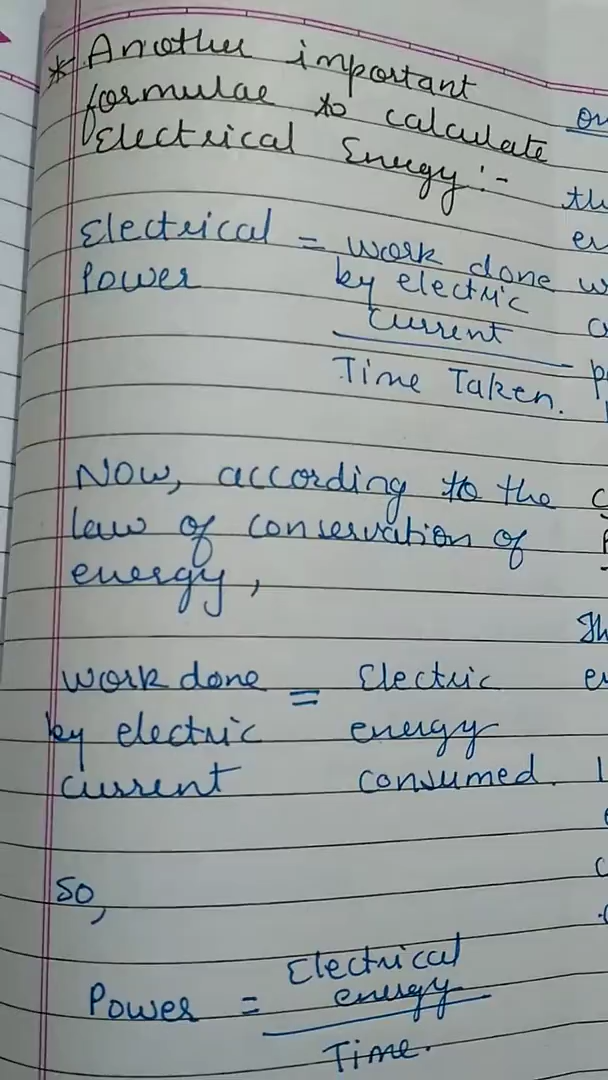 * Another important
formulae to calculate
Electrical Energy :-
Electrical = work done
Power by electric
current
Time Taken.
Now, according to the
law of conservation of
energy,
work done = Electric
by electric energy
current consumed.
so,
Power = Electrical
energy
Time.